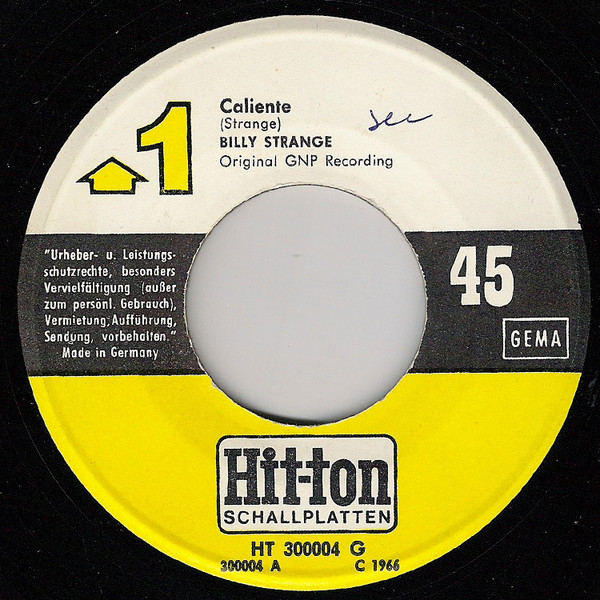 1
Caliente
(Strange)
BILLY STRANGE
Original GNP Recording
"Urheber- u. Leistungs-
schutzrechte, besonders
Vervielfältigung (außer
zum persönl. Gebrauch),
Vermietung, Aufführung,
Sendung, vorbehalten."
Made in Germany
45
GEMA
Hit-ton
SCHALLPLATTEN
HT 300004 G
300004 A C 1966